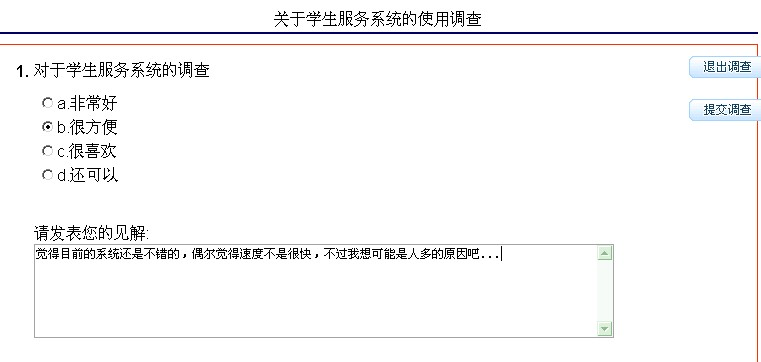 关于学生服务系统的使用调查
1. 对于学生服务系统的调查
退出调查
a.非常好
提交调查
b.很方便
c.很喜欢
d.还可以
请发表您的见解:
觉得目前的系统还是不错的，偶尔觉得速度不是很快，不过我想可能是人多的原因吧...